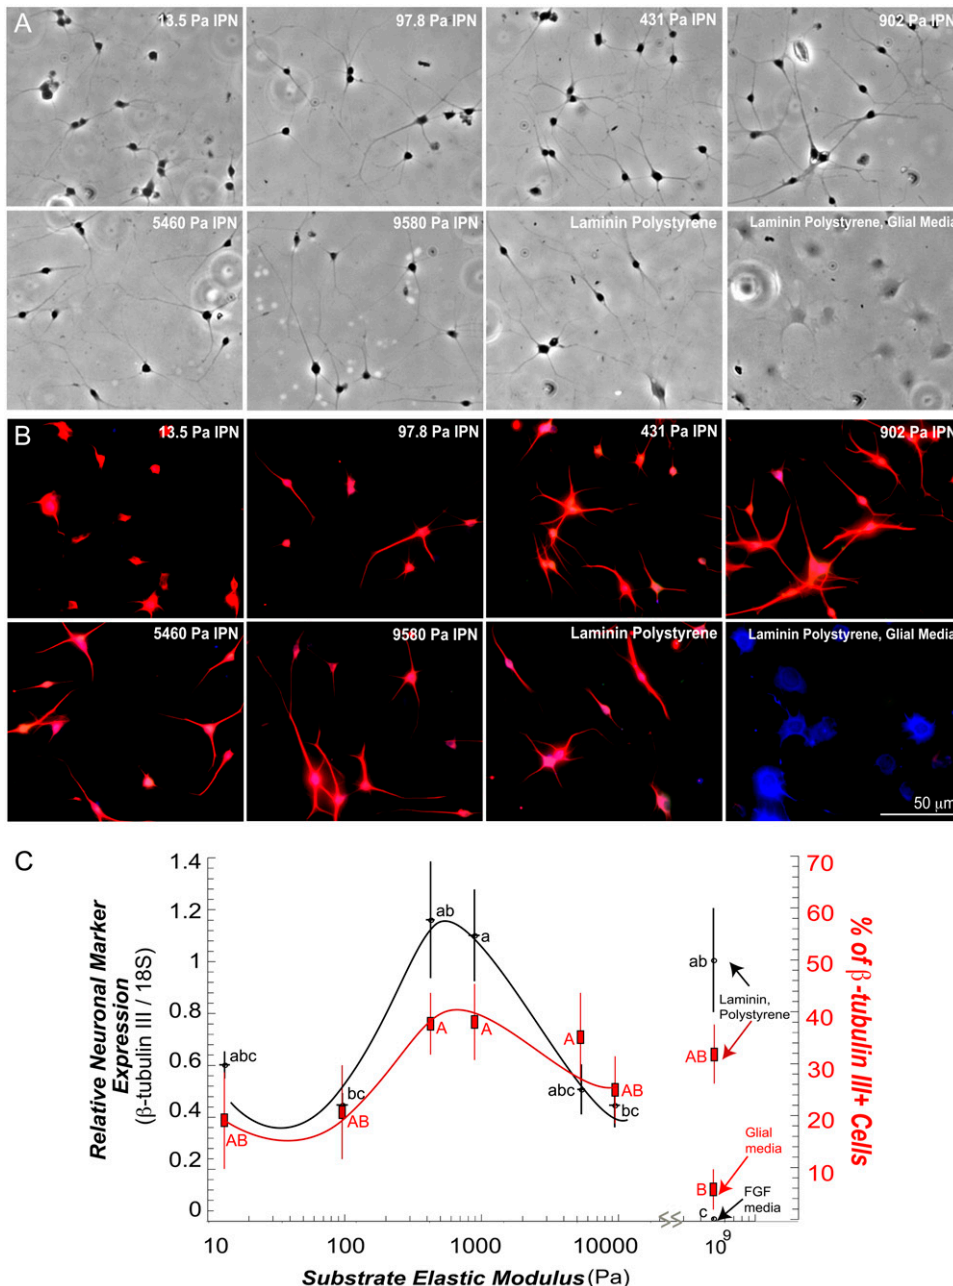 A
13.5 Pa IPN
97.8 Pa IPN
431 Pa IPN
902 Pa IPN
5460 Pa IPN
9580 Pa IPN
Laminin Polystyrene
Laminin Polystyrene, Glial Media
B
13.5 Pa IPN
97.8 Pa IPN
431 Pa IPN
902 Pa IPN
5460 Pa IPN
9580 Pa IPN
Laminin Polystyrene
Laminin Polystyrene, Glial Media
50 μm
C
Relative Neuronal Marker
Expression
(β-tubulin III / 18S)
1.4
1.2
1.0
0.8
0.6
0.4
0.2
0
abc
AB
bc
AB
ab
A
a
A
A
abc
AB
bc
ab
Laminin,
Polystyrene
AB
Glial
media
B
FGF
media
c
70
60
50
40
30
20
10
% of β-tubulin III+ Cells
10
100
1000
10000
10⁹
Substrate Elastic Modulus (Pa)